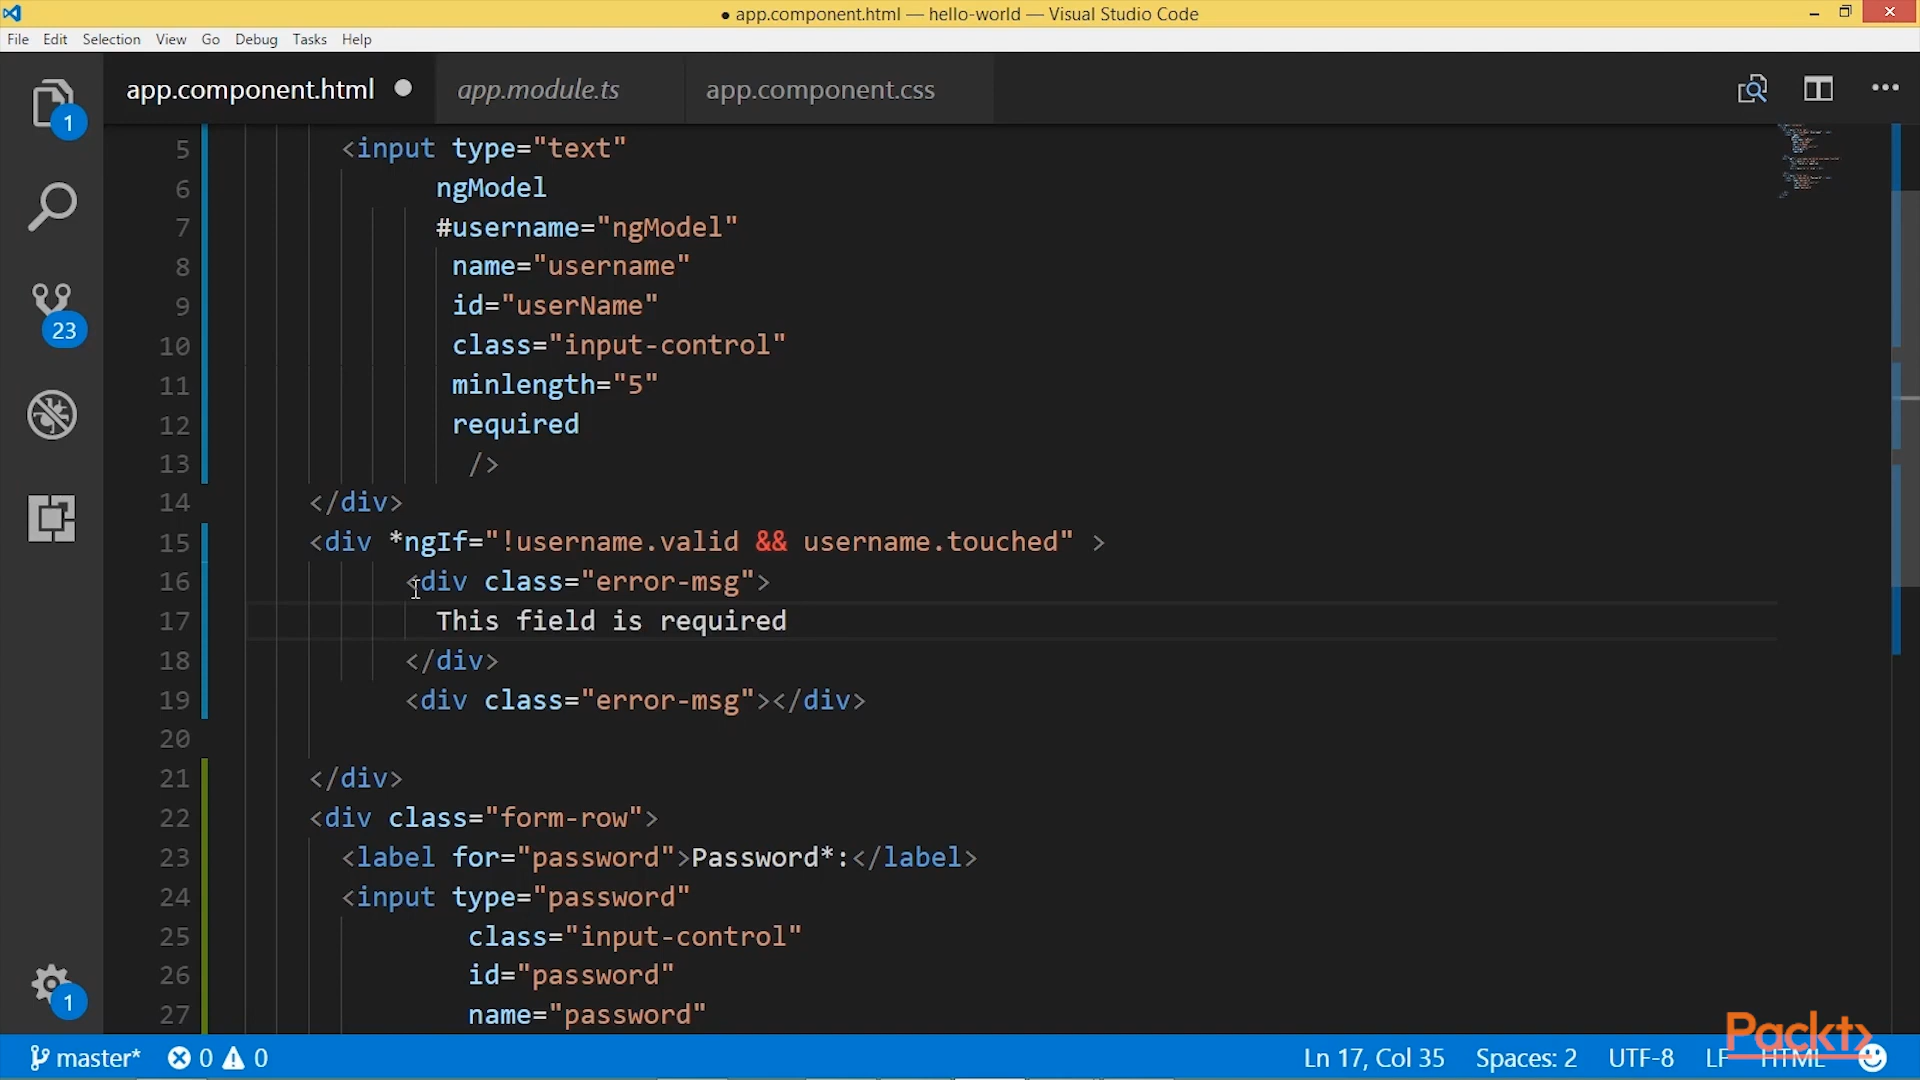 ● app.component.html — hello-world — Visual Studio Code
File Edit Selection View Go Debug Tasks Help
app.component.html ● app.module.ts app.component.css
1
23
1
5 <input type="text"
6 ngModel
7 #username="ngModel"
8 name="username"
9 id="userName"
10 class="input-control"
11 minlength="5"
12 required
13 />
14 </div>
15 <div *ngIf="!username.valid && username.touched" >
16 <div class="error-msg">
17 This field is required
18 </div>
19 <div class="error-msg"></div>
20
21 </div>
22 <div class="form-row">
23 <label for="password">Password*:</label>
24 <input type="password"
25 class="input-control"
26 id="password"
27 name="password"
Packt>
master* 0 0 Ln 17, Col 35 Spaces: 2 UTF-8 LF HTML